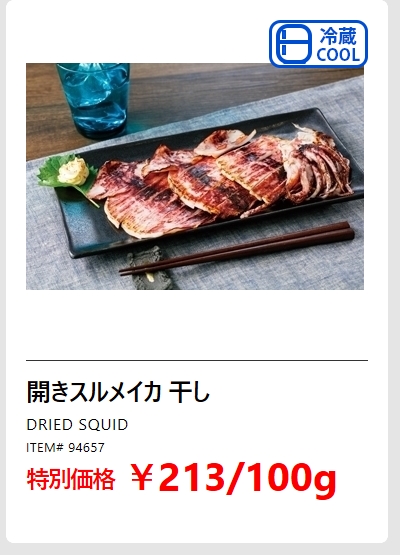 冷蔵
COOL
開きスルメイカ 干し
DRIED SQUID
ITEM# 94657
特別価格 ￥213/100g